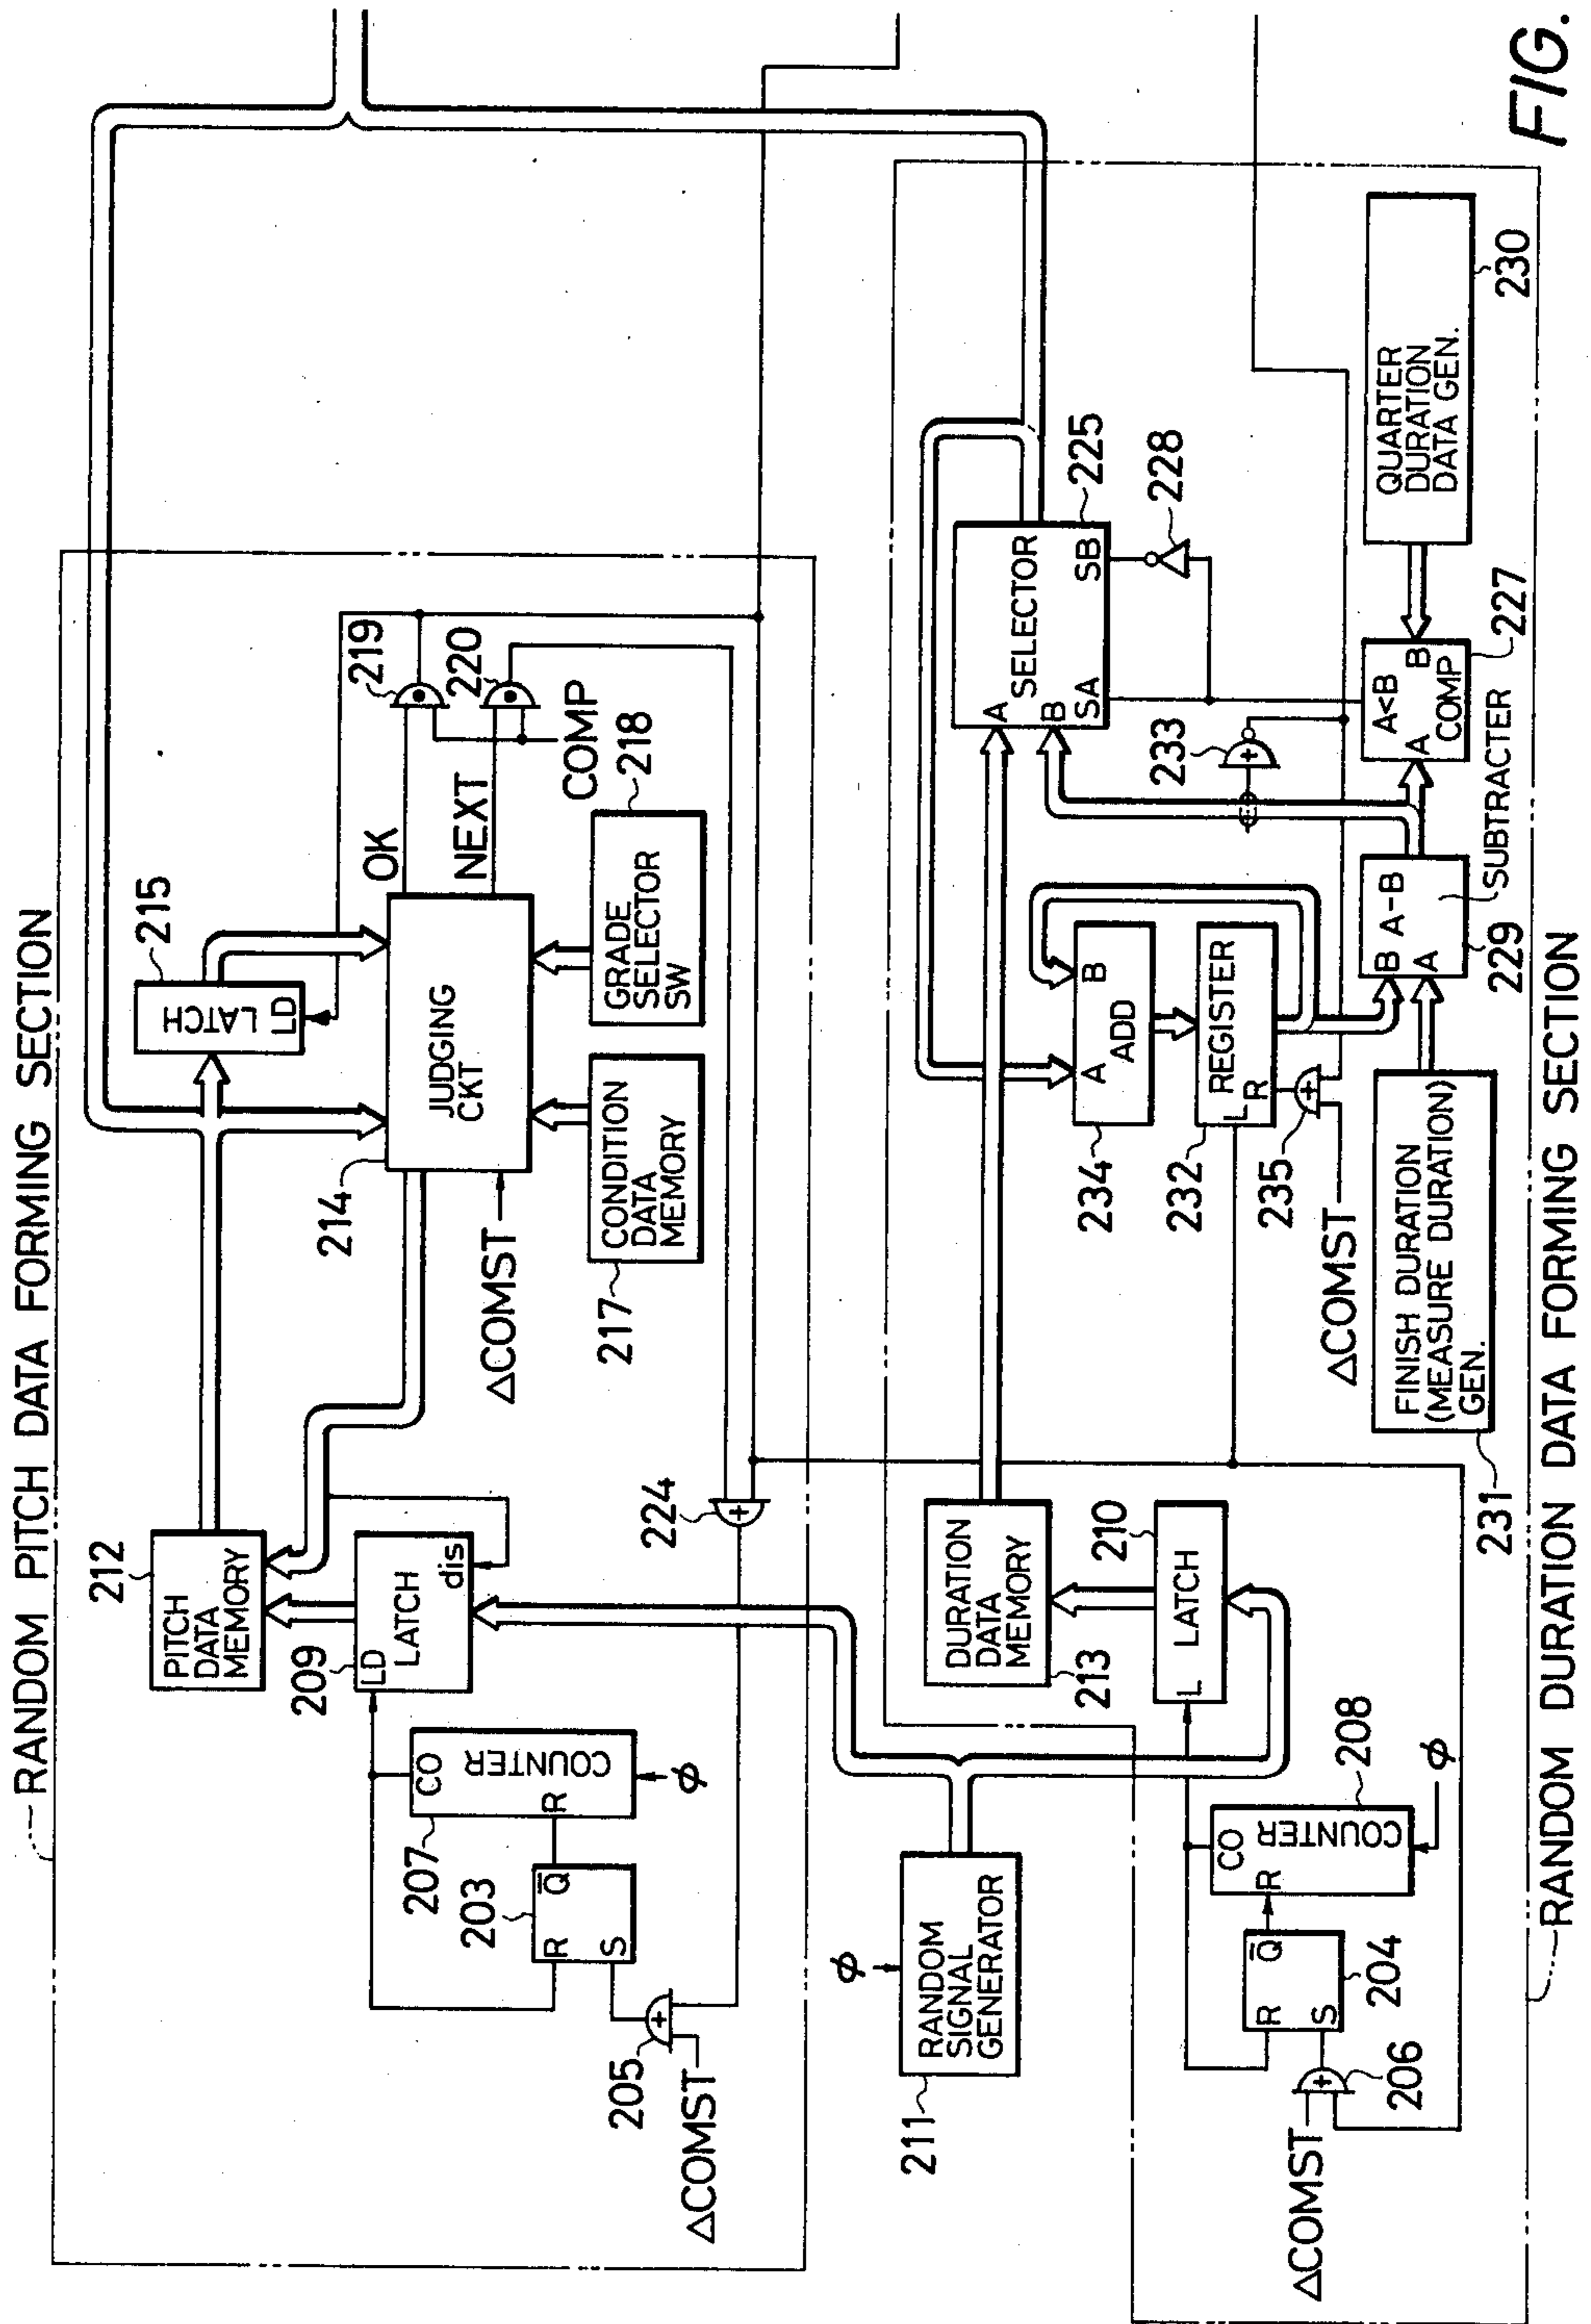 RANDOM PITCH DATA FORMING SECTION
212
PITCH
DATA
MEMORY
209
LD
LATCH
dis
207
CO
COUNTER
R
φ
203
R
Q̅
S
205
ΔCOMST
215
LATCH
LD
214
JUDGING
CKT
OK
NEXT
219
220
COMP
ΔCOMST
217
CONDITION
DATA
MEMORY
218
GRADE
SELECTOR
SW
224
φ
211
RANDOM
SIGNAL
GENERATOR
213
DURATION
DATA
MEMORY
210
L LATCH
208
CO
COUNTER
R
φ
204
R
Q̅
S
206
ΔCOMST
225
A
SELECTOR
B
SA
SB
228
233
234
A
ADD
B
232
REGISTER
L
R
235
ΔCOMST
231
FINISH DURATION
(MEASURE DURATION)
GEN.
229
B
A-B
A
SUBTRACTER
227
A<B
A
B
COMP
230
QUARTER
DURATION
DATA GEN.
RANDOM DURATION DATA FORMING SECTION
FIG.